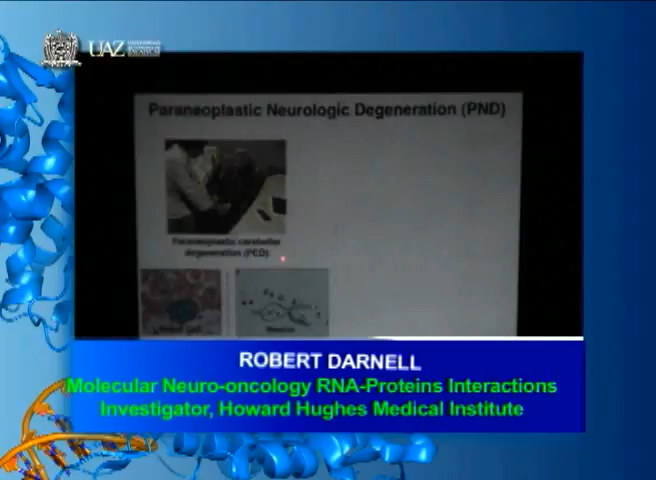 UAZ
Paraneoplastic Neurologic Degeneration (PND)
Paraneoplastic cerebellar
degeneration (PCD)
ROBERT DARNELL
Molecular Neuro-oncology RNA-Proteins Interactions
Investigator, Howard Hughes Medical Institute